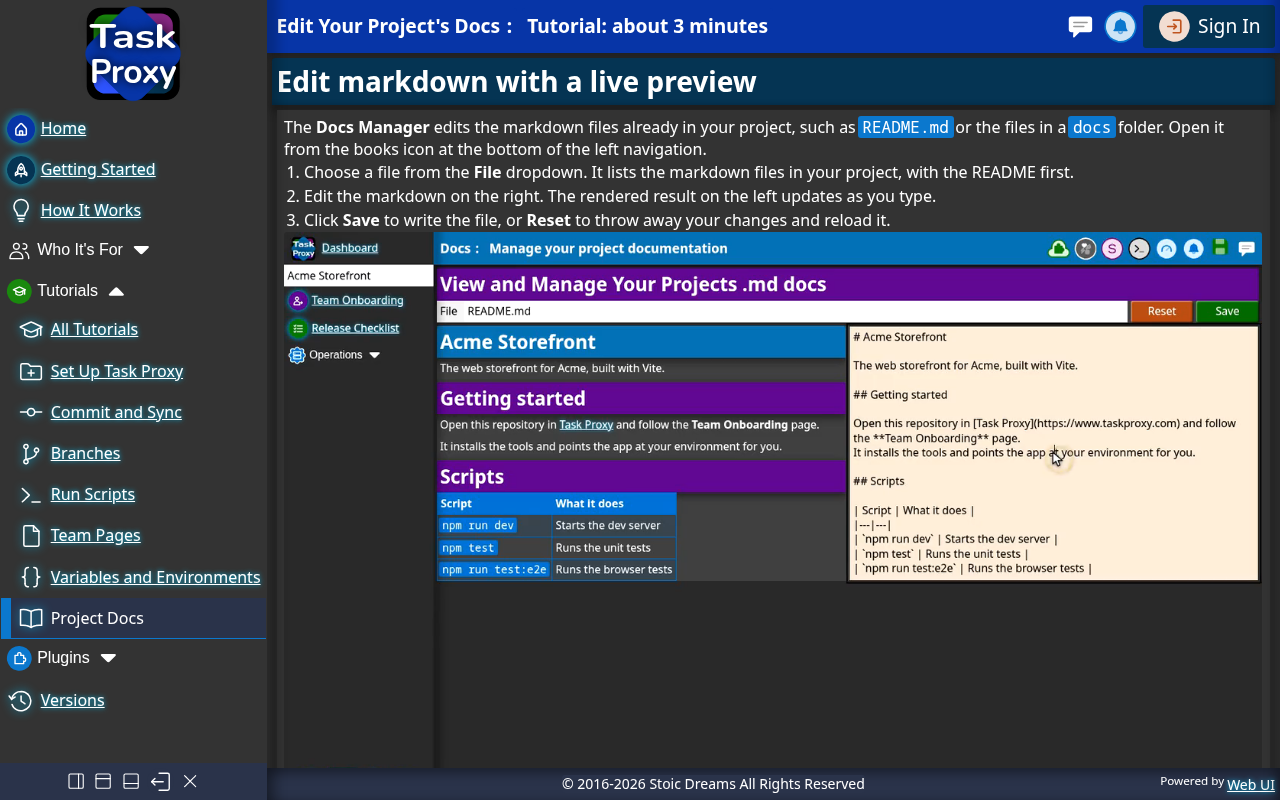 Task
Proxy
Home
Getting Started
How It Works
Who It's For
Tutorials
All Tutorials
Set Up Task Proxy
Commit and Sync
Branches
Run Scripts
Team Pages
Variables and Environments
Project Docs
Plugins
Versions
Edit Your Project's Docs : Tutorial: about 3 minutes
Sign In
Edit markdown with a live preview
The Docs Manager edits the markdown files already in your project, such as README.md or the files in a docs folder. Open it
from the books icon at the bottom of the left navigation.
1. Choose a file from the File dropdown. It lists the markdown files in your project, with the README first.
2. Edit the markdown on the right. The rendered result on the left updates as you type.
3. Click Save to write the file, or Reset to throw away your changes and reload it.
Task
Proxy
Dashboard
Acme Storefront
Team Onboarding
Release Checklist
Operations
Docs : Manage your project documentation
S
View and Manage Your Projects .md docs
File README.md
Reset
Save
Acme Storefront
The web storefront for Acme, built with Vite.
Getting started
Open this repository in Task Proxy and follow the Team Onboarding page.
It installs the tools and points the app at your environment for you.
Scripts
Script What it does
npm run dev Starts the dev server
npm test Runs the unit tests
npm run test:e2e Runs the browser tests
# Acme Storefront
The web storefront for Acme, built with Vite.
## Getting started
Open this repository in [Task Proxy](https://www.taskproxy.com) and follow
the **Team Onboarding** page.
It installs the tools and points the app at your environment for you.
## Scripts
| Script | What it does |
|---|---|
| `npm run dev` | Starts the dev server |
| `npm test` | Runs the unit tests |
| `npm run test:e2e` | Runs the browser tests |
© 2016-2026 Stoic Dreams All Rights Reserved
Powered by Web UI